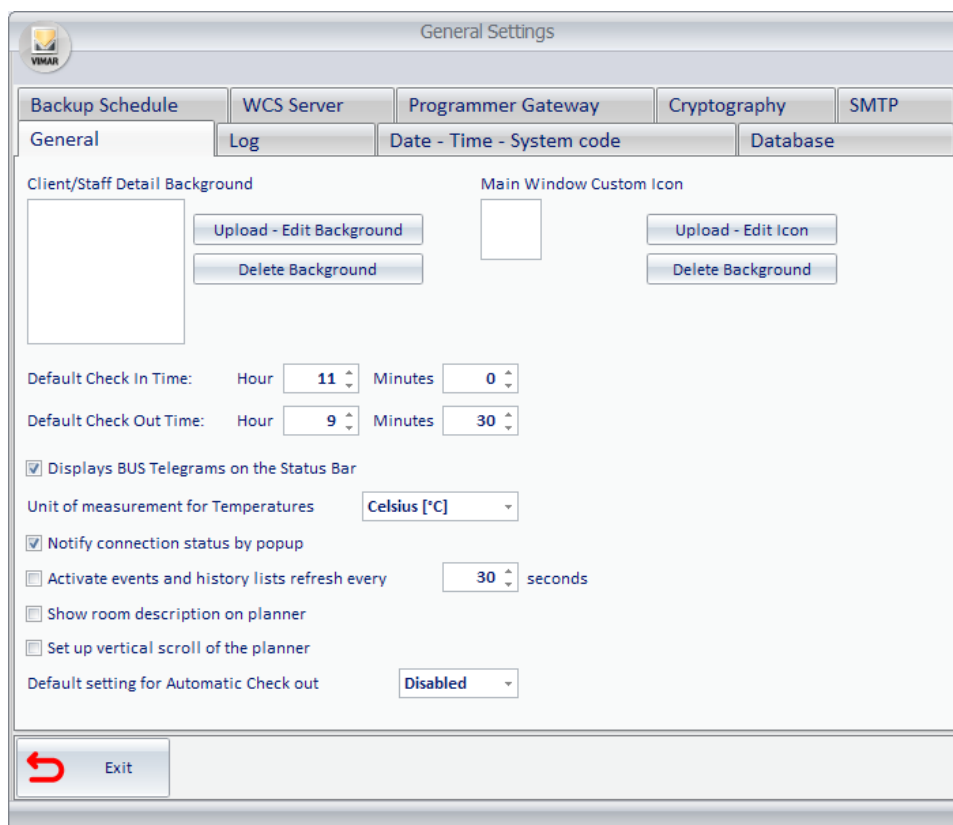 General Settings
VIMAR
Backup Schedule WCS Server Programmer Gateway Cryptography SMTP
General Log Date - Time - System code Database
Client/Staff Detail Background Main Window Custom Icon
Upload - Edit Background Upload - Edit Icon
Delete Background Delete Background
Default Check In Time: Hour 11 Minutes 0
Default Check Out Time: Hour 9 Minutes 30
Displays BUS Telegrams on the Status Bar
Unit of measurement for Temperatures Celsius [°C]
Notify connection status by popup
Activate events and history lists refresh every 30 seconds
Show room description on planner
Set up vertical scroll of the planner
Default setting for Automatic Check out Disabled
Exit